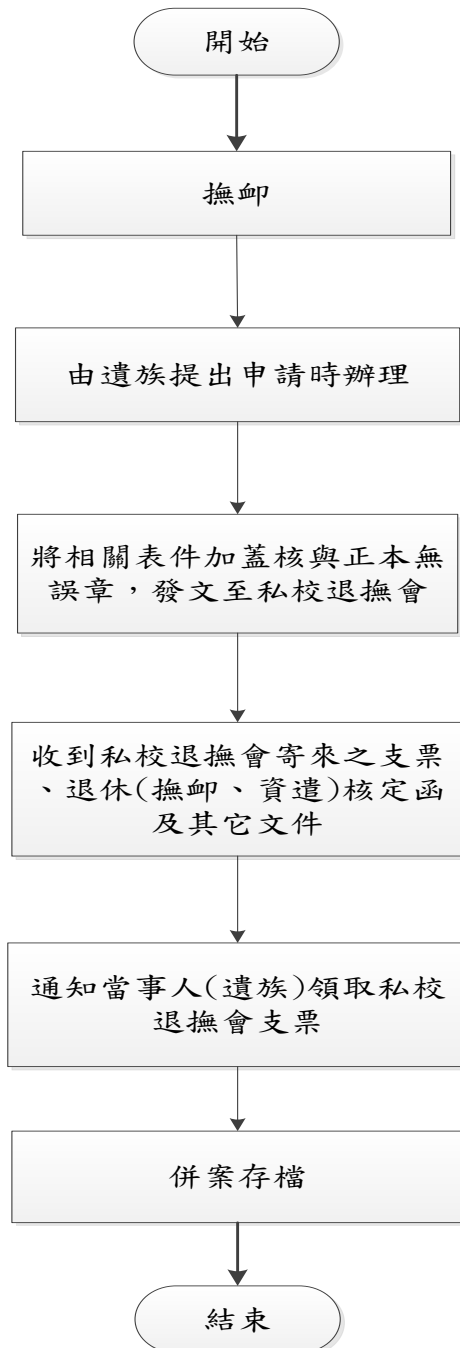 開始
撫卹
由遺族提出申請時辦理
將相關表件加蓋核與正本無
誤章，發文至私校退撫會
收到私校退撫會寄來之支票
、退休(撫卹、資遣)核定函
及其它文件
通知當事人(遺族)領取私校
退撫會支票
併案存檔
結束